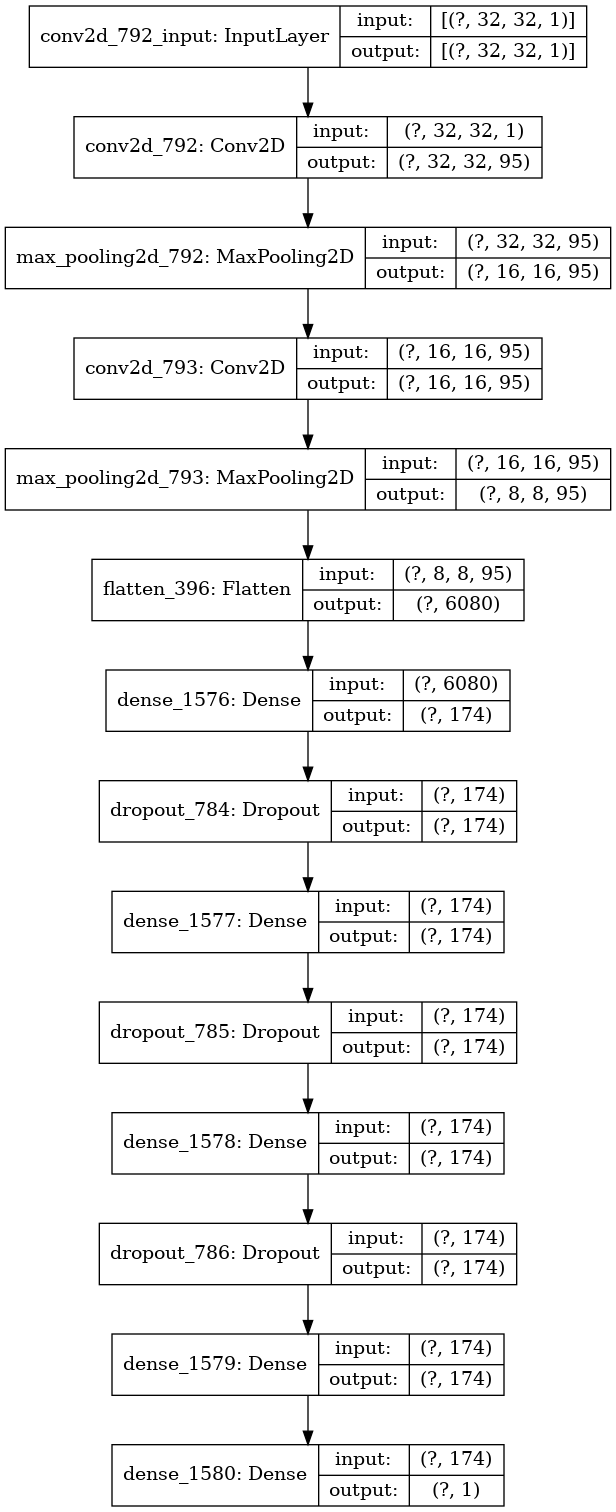 conv2d_792_input: InputLayer
input: [(?, 32, 32, 1)]
output: [(?, 32, 32, 1)]
conv2d_792: Conv2D
input: (?, 32, 32, 1)
output: (?, 32, 32, 95)
max_pooling2d_792: MaxPooling2D
input: (?, 32, 32, 95)
output: (?, 16, 16, 95)
conv2d_793: Conv2D
input: (?, 16, 16, 95)
output: (?, 16, 16, 95)
max_pooling2d_793: MaxPooling2D
input: (?, 16, 16, 95)
output: (?, 8, 8, 95)
flatten_396: Flatten
input: (?, 8, 8, 95)
output: (?, 6080)
dense_1576: Dense
input: (?, 6080)
output: (?, 174)
dropout_784: Dropout
input: (?, 174)
output: (?, 174)
dense_1577: Dense
input: (?, 174)
output: (?, 174)
dropout_785: Dropout
input: (?, 174)
output: (?, 174)
dense_1578: Dense
input: (?, 174)
output: (?, 174)
dropout_786: Dropout
input: (?, 174)
output: (?, 174)
dense_1579: Dense
input: (?, 174)
output: (?, 174)
dense_1580: Dense
input: (?, 174)
output: (?, 1)